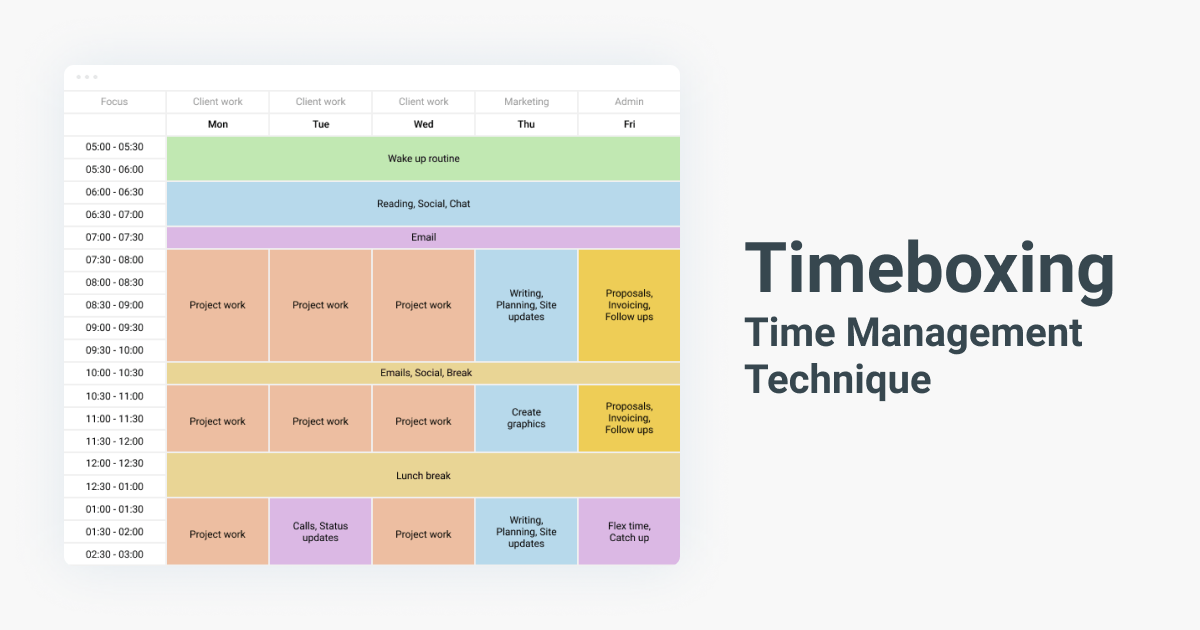 Focus Client work Client work Client work Marketing Admin
Mon Tue Wed Thu Fri
05:00 - 05:30
Wake up routine
05:30 - 06:00
06:00 - 06:30
Reading, Social, Chat
06:30 - 07:00
07:00 - 07:30 Email
07:30 - 08:00
08:00 - 08:30
08:30 - 09:00
09:00 - 09:30
09:30 - 10:00
Project work Project work Project work
Writing,
Planning, Site
updates
Proposals,
Invoicing,
Follow ups
10:00 - 10:30 Emails, Social, Break
10:30 - 11:00
11:00 - 11:30
11:30 - 12:00
Project work Project work Project work
Create
graphics
Proposals,
Invoicing,
Follow ups
12:00 - 12:30
Lunch break
12:30 - 01:00
01:00 - 01:30
01:30 - 02:00
02:30 - 03:00
Project work
Calls, Status
updates
Project work
Writing,
Planning, Site
updates
Flex time,
Catch up
Timeboxing
Time Management
Technique